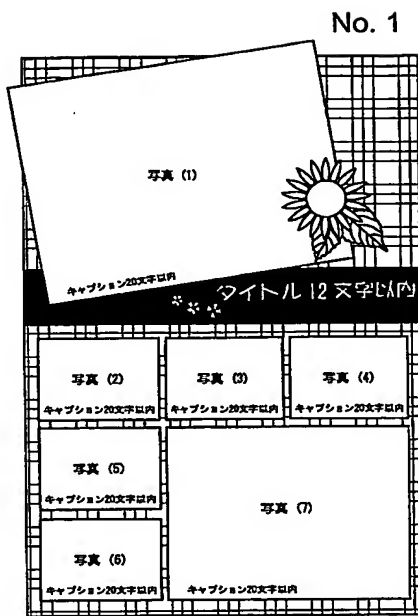 No. 1
写真 (1)
キャプション20文字以内
タイトル 12 文字以内
写真 (2)
キャプション20文字以内
写真 (3)
キャプション20文字以内
写真 (4)
キャプション20文字以内
写真 (5)
キャプション20文字以内
写真 (6)
キャプション20文字以内
写真 (7)
キャプション20文字以内